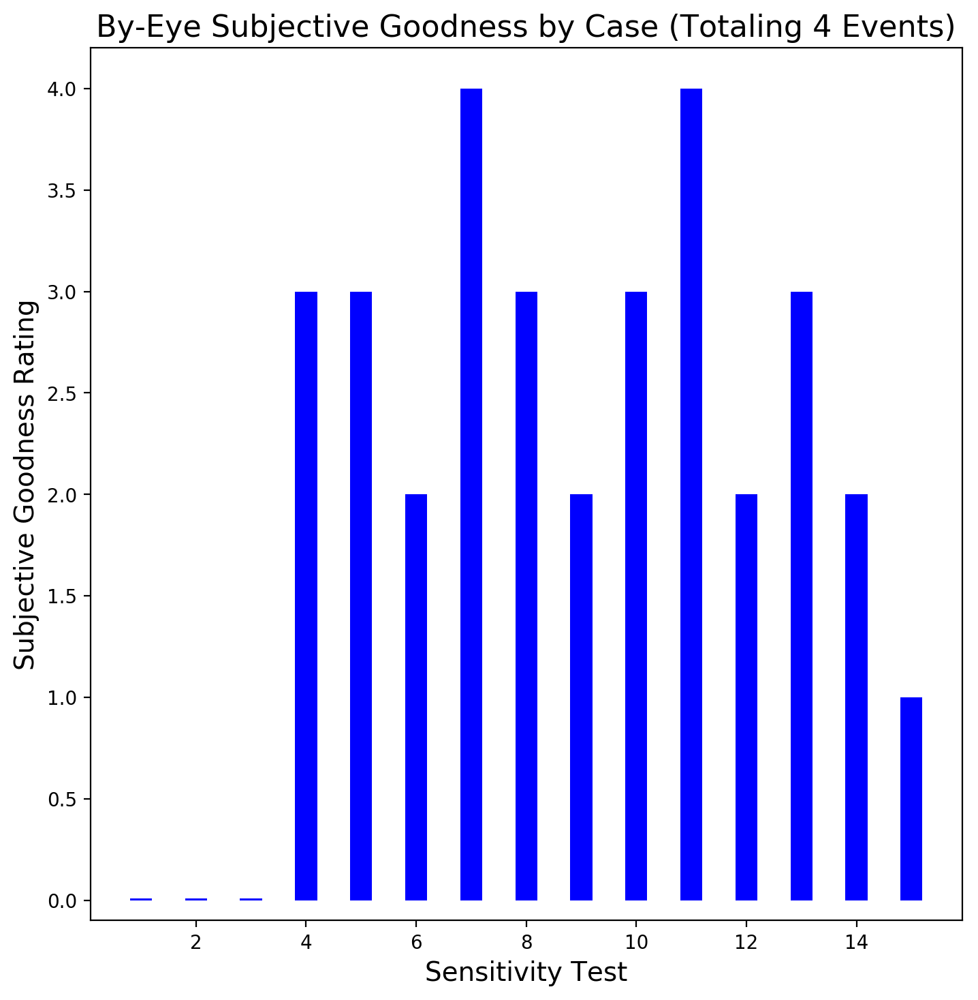 By-Eye Subjective Goodness by Case (Totaling 4 Events)
Subjective Goodness Rating
4.0
3.5
3.0
2.5
2.0
1.5
1.0
0.5
0.0
2 4 6 8 10 12 14
Sensitivity Test